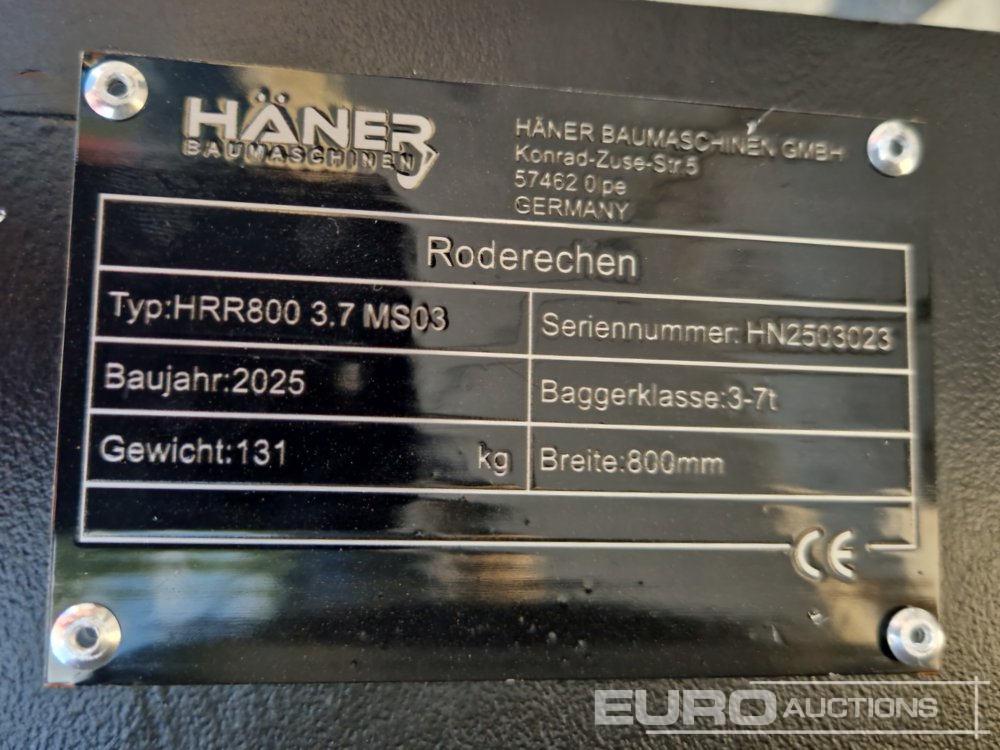 HÄNER
BAUMASCHINEN
HÄNER BAUMASCHINEN GMBH
Konrad-Zuse-Str.5
57462 Olpe
GERMANY
Roderechen
Typ:HRR800 3.7 MS03
Seriennummer: HN2503023
Baujahr:2025
Baggerklasse:3-7t
Gewicht:131 kg
Breite:800mm
CE
EURO AUCTIONS